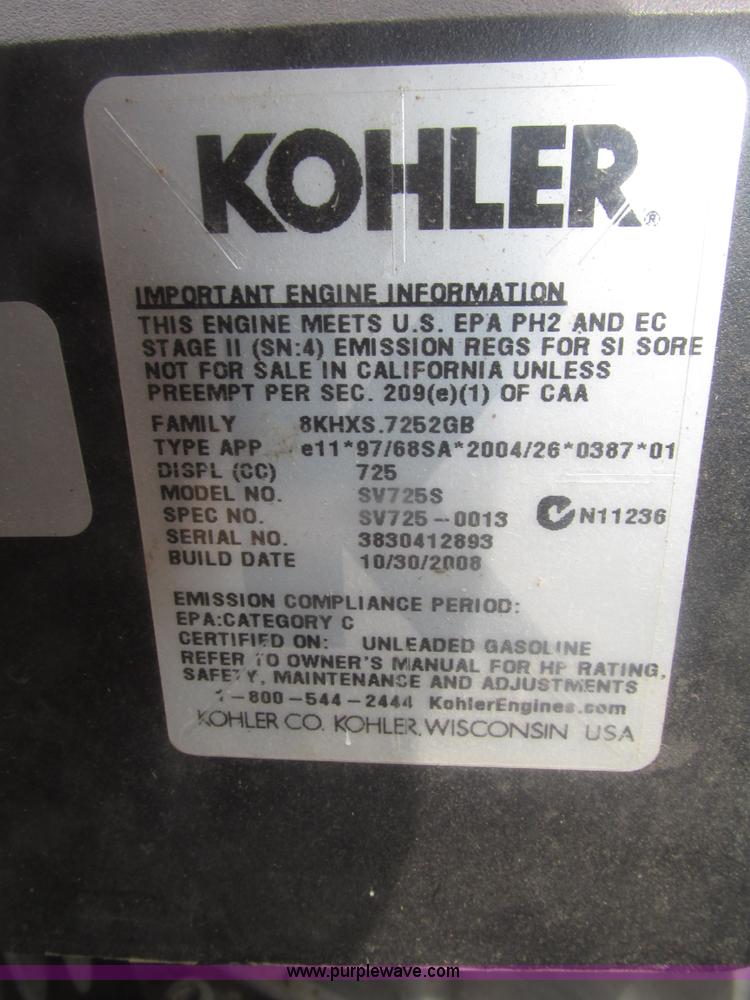 KOHLER®
IMPORTANT ENGINE INFORMATION
THIS ENGINE MEETS U.S. EPA PH2 AND EC
STAGE II (SN:4) EMISSION REGS FOR SI SORE
NOT FOR SALE IN CALIFORNIA UNLESS
PREEMPT PER SEC. 209(e)(1) OF CAA
FAMILY 8KHXS.7252GB
TYPE APP e11*97/68SA*2004/26*0387*01
DISPL (CC) 725
MODEL NO. SV725S
SPEC NO. SV725-0013 N11236
SERIAL NO. 3830412893
BUILD DATE 10/30/2008
EMISSION COMPLIANCE PERIOD:
EPA:CATEGORY C
CERTIFIED ON: UNLEADED GASOLINE
REFER TO OWNER'S MANUAL FOR HP RATING,
SAFETY, MAINTENANCE AND ADJUSTMENTS
1-800-544-2444 KohlerEngines.com
KOHLER CO. KOHLER, WISCONSIN USA
www.purplewave.com